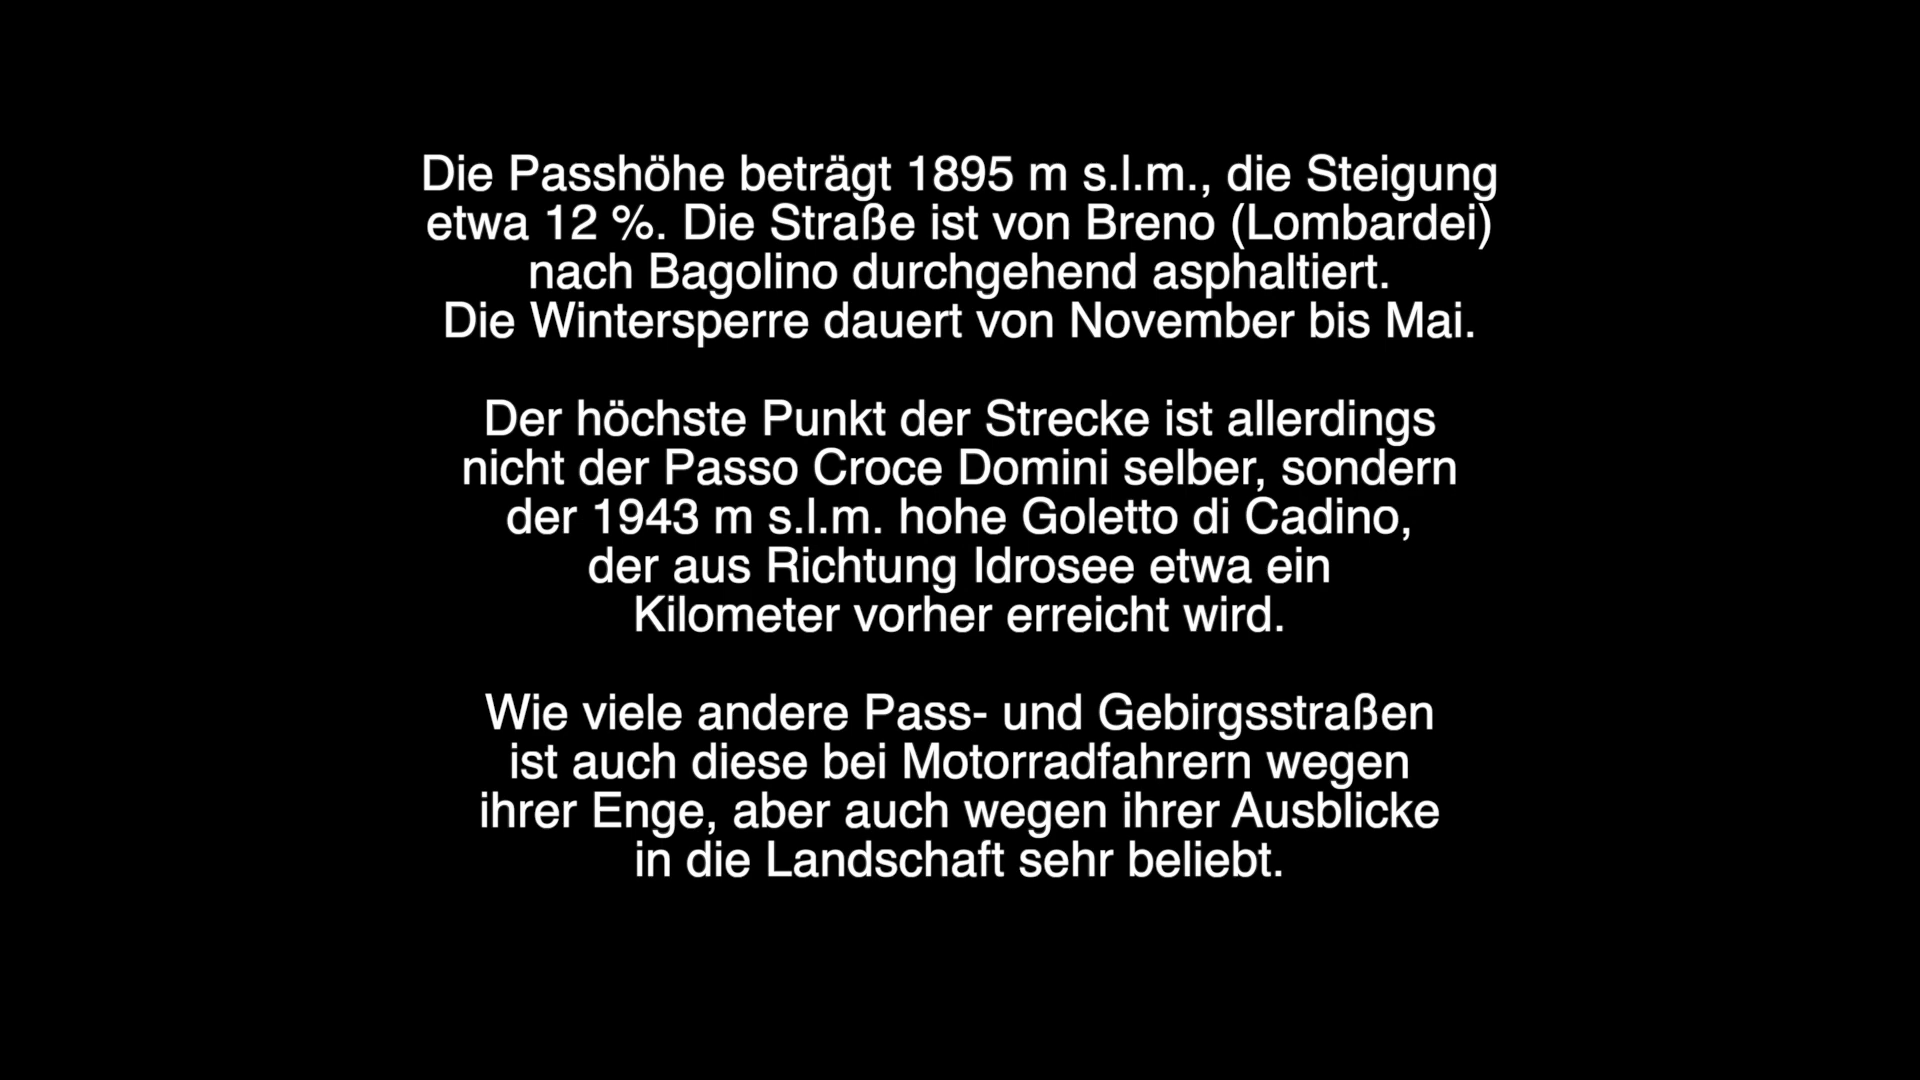 Die Passhöhe beträgt 1895 m s.l.m., die Steigung
etwa 12 %. Die Straße ist von Breno (Lombardei)
nach Bagolino durchgehend asphaltiert.
Die Wintersperre dauert von November bis Mai.
Der höchste Punkt der Strecke ist allerdings
nicht der Passo Croce Domini selber, sondern
der 1943 m s.l.m. hohe Goletto di Cadino,
der aus Richtung Idrosee etwa ein
Kilometer vorher erreicht wird.
Wie viele andere Pass- und Gebirgsstraßen
ist auch diese bei Motorradfahrern wegen
ihrer Enge, aber auch wegen ihrer Ausblicke
in die Landschaft sehr beliebt.